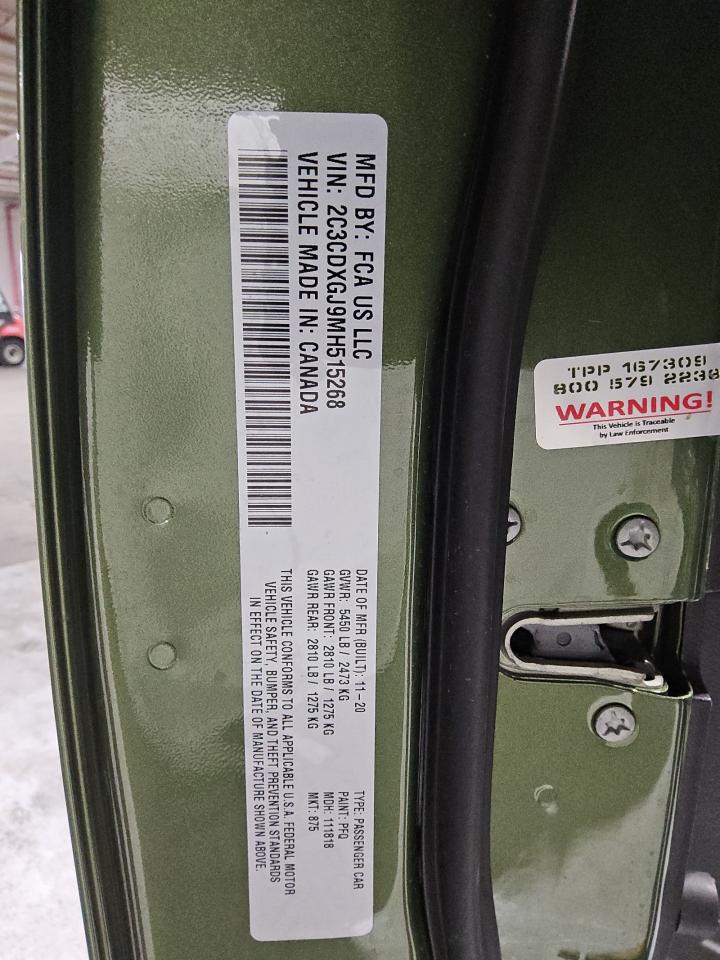 MFD BY: FCA US LLC
VIN: 2C3CDXGJ9MH515268
VEHICLE MADE IN: CANADA
DATE OF MFR (BUILT): 11-20
GVWR: 5450 LB / 2473 KG
GAWR FRONT: 2810 LB / 1275 KG
GAWR REAR: 2810 LB / 1275 KG
TYPE: PASSENGER CAR
PAINT: PFQ
MDH: 111818
MKT: 875
THIS VEHICLE CONFORMS TO ALL APPLICABLE U.S.A. FEDERAL MOTOR
VEHICLE SAFETY, BUMPER, AND THEFT PREVENTION STANDARDS
IN EFFECT ON THE DATE OF MANUFACTURE SHOWN ABOVE.
TPP 167309
800 579 2238
WARNING!
This Vehicle is Traceable
by Law Enforcement